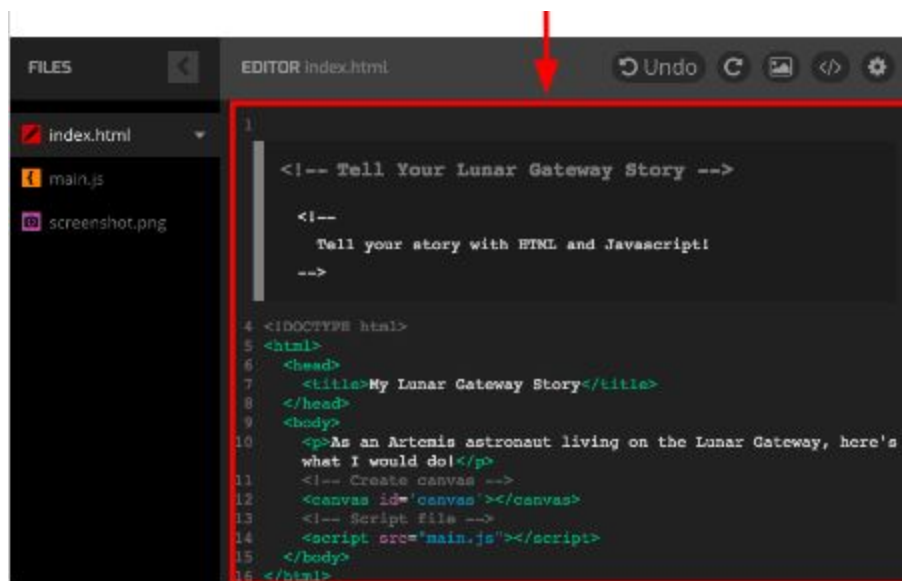 FILES
EDITOR index.html
Undo
</>
index.html
main.js
screenshot.png
1
<!-- Tell Your Lunar Gateway Story -->
<!--
Tell your story with HTML and Javascript!
-->
4 <!DOCTYPE html>
5 <html>
6 <head>
7 <title>My Lunar Gateway Story</title>
8 </head>
9 <body>
10 <p>As an Artemis astronaut living on the Lunar Gateway, here's
what I would do!</p>
11 <!-- Create canvas -->
12 <canvas id='canvas'></canvas>
13 <!-- Script file -->
14 <script src="main.js"></script>
15 </body>
16 </html>